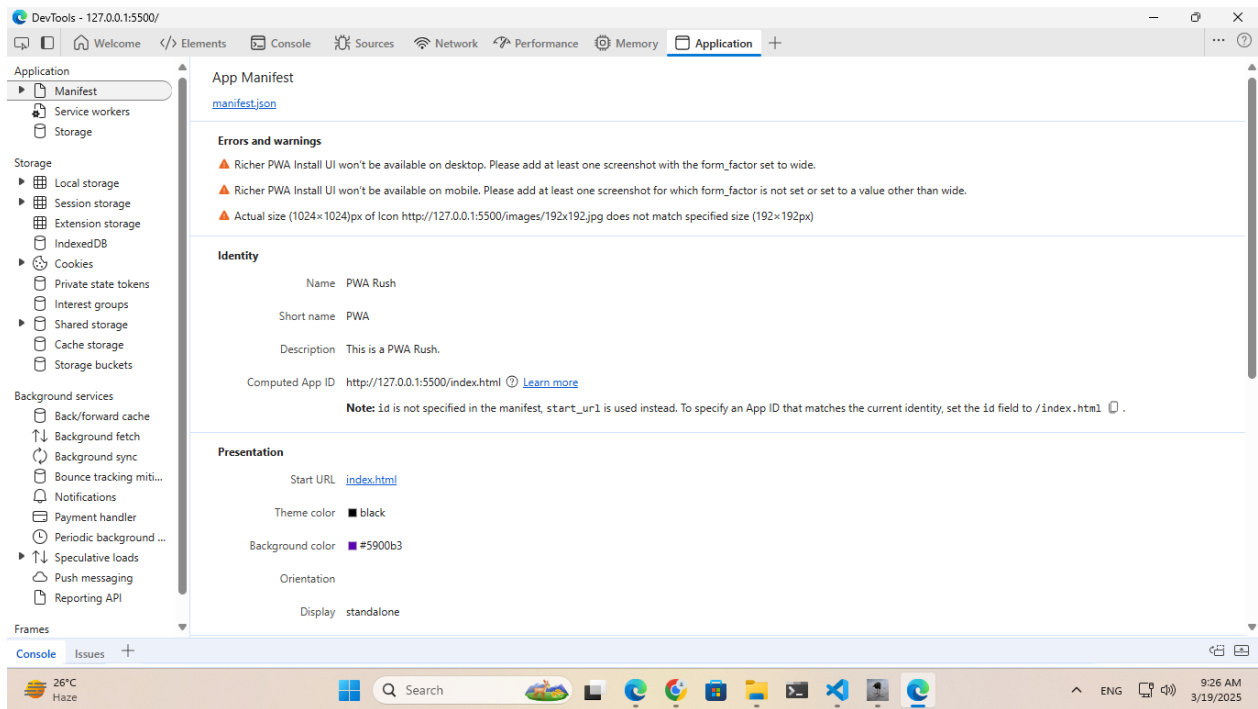 DevTools - 127.0.0.1:5500/
Welcome Elements Console Sources Network Performance Memory Application
Application
Manifest
Service workers
Storage
Storage
Local storage
Session storage
Extension storage
IndexedDB
Cookies
Private state tokens
Interest groups
Shared storage
Cache storage
Storage buckets
Background services
Back/forward cache
Background fetch
Background sync
Bounce tracking miti...
Notifications
Payment handler
Periodic background ...
Speculative loads
Push messaging
Reporting API
Frames
App Manifest
manifest.json
Errors and warnings
Richer PWA Install UI won't be available on desktop. Please add at least one screenshot with the form_factor set to wide.
Richer PWA Install UI won't be available on mobile. Please add at least one screenshot for which form_factor is not set or set to a value other than wide.
Actual size (1024×1024)px of Icon http://127.0.0.1:5500/images/192x192.jpg does not match specified size (192×192px)
Identity
Name PWA Rush
Short name PWA
Description This is a PWA Rush.
Computed App ID http://127.0.0.1:5500/index.html Learn more
Note: id is not specified in the manifest, start_url is used instead. To specify an App ID that matches the current identity, set the id field to /index.html .
Presentation
Start URL index.html
Theme color black
Background color #5900b3
Orientation
Display standalone
Console Issues
26°C
Haze
Search
ENG
9:26 AM
3/19/2025